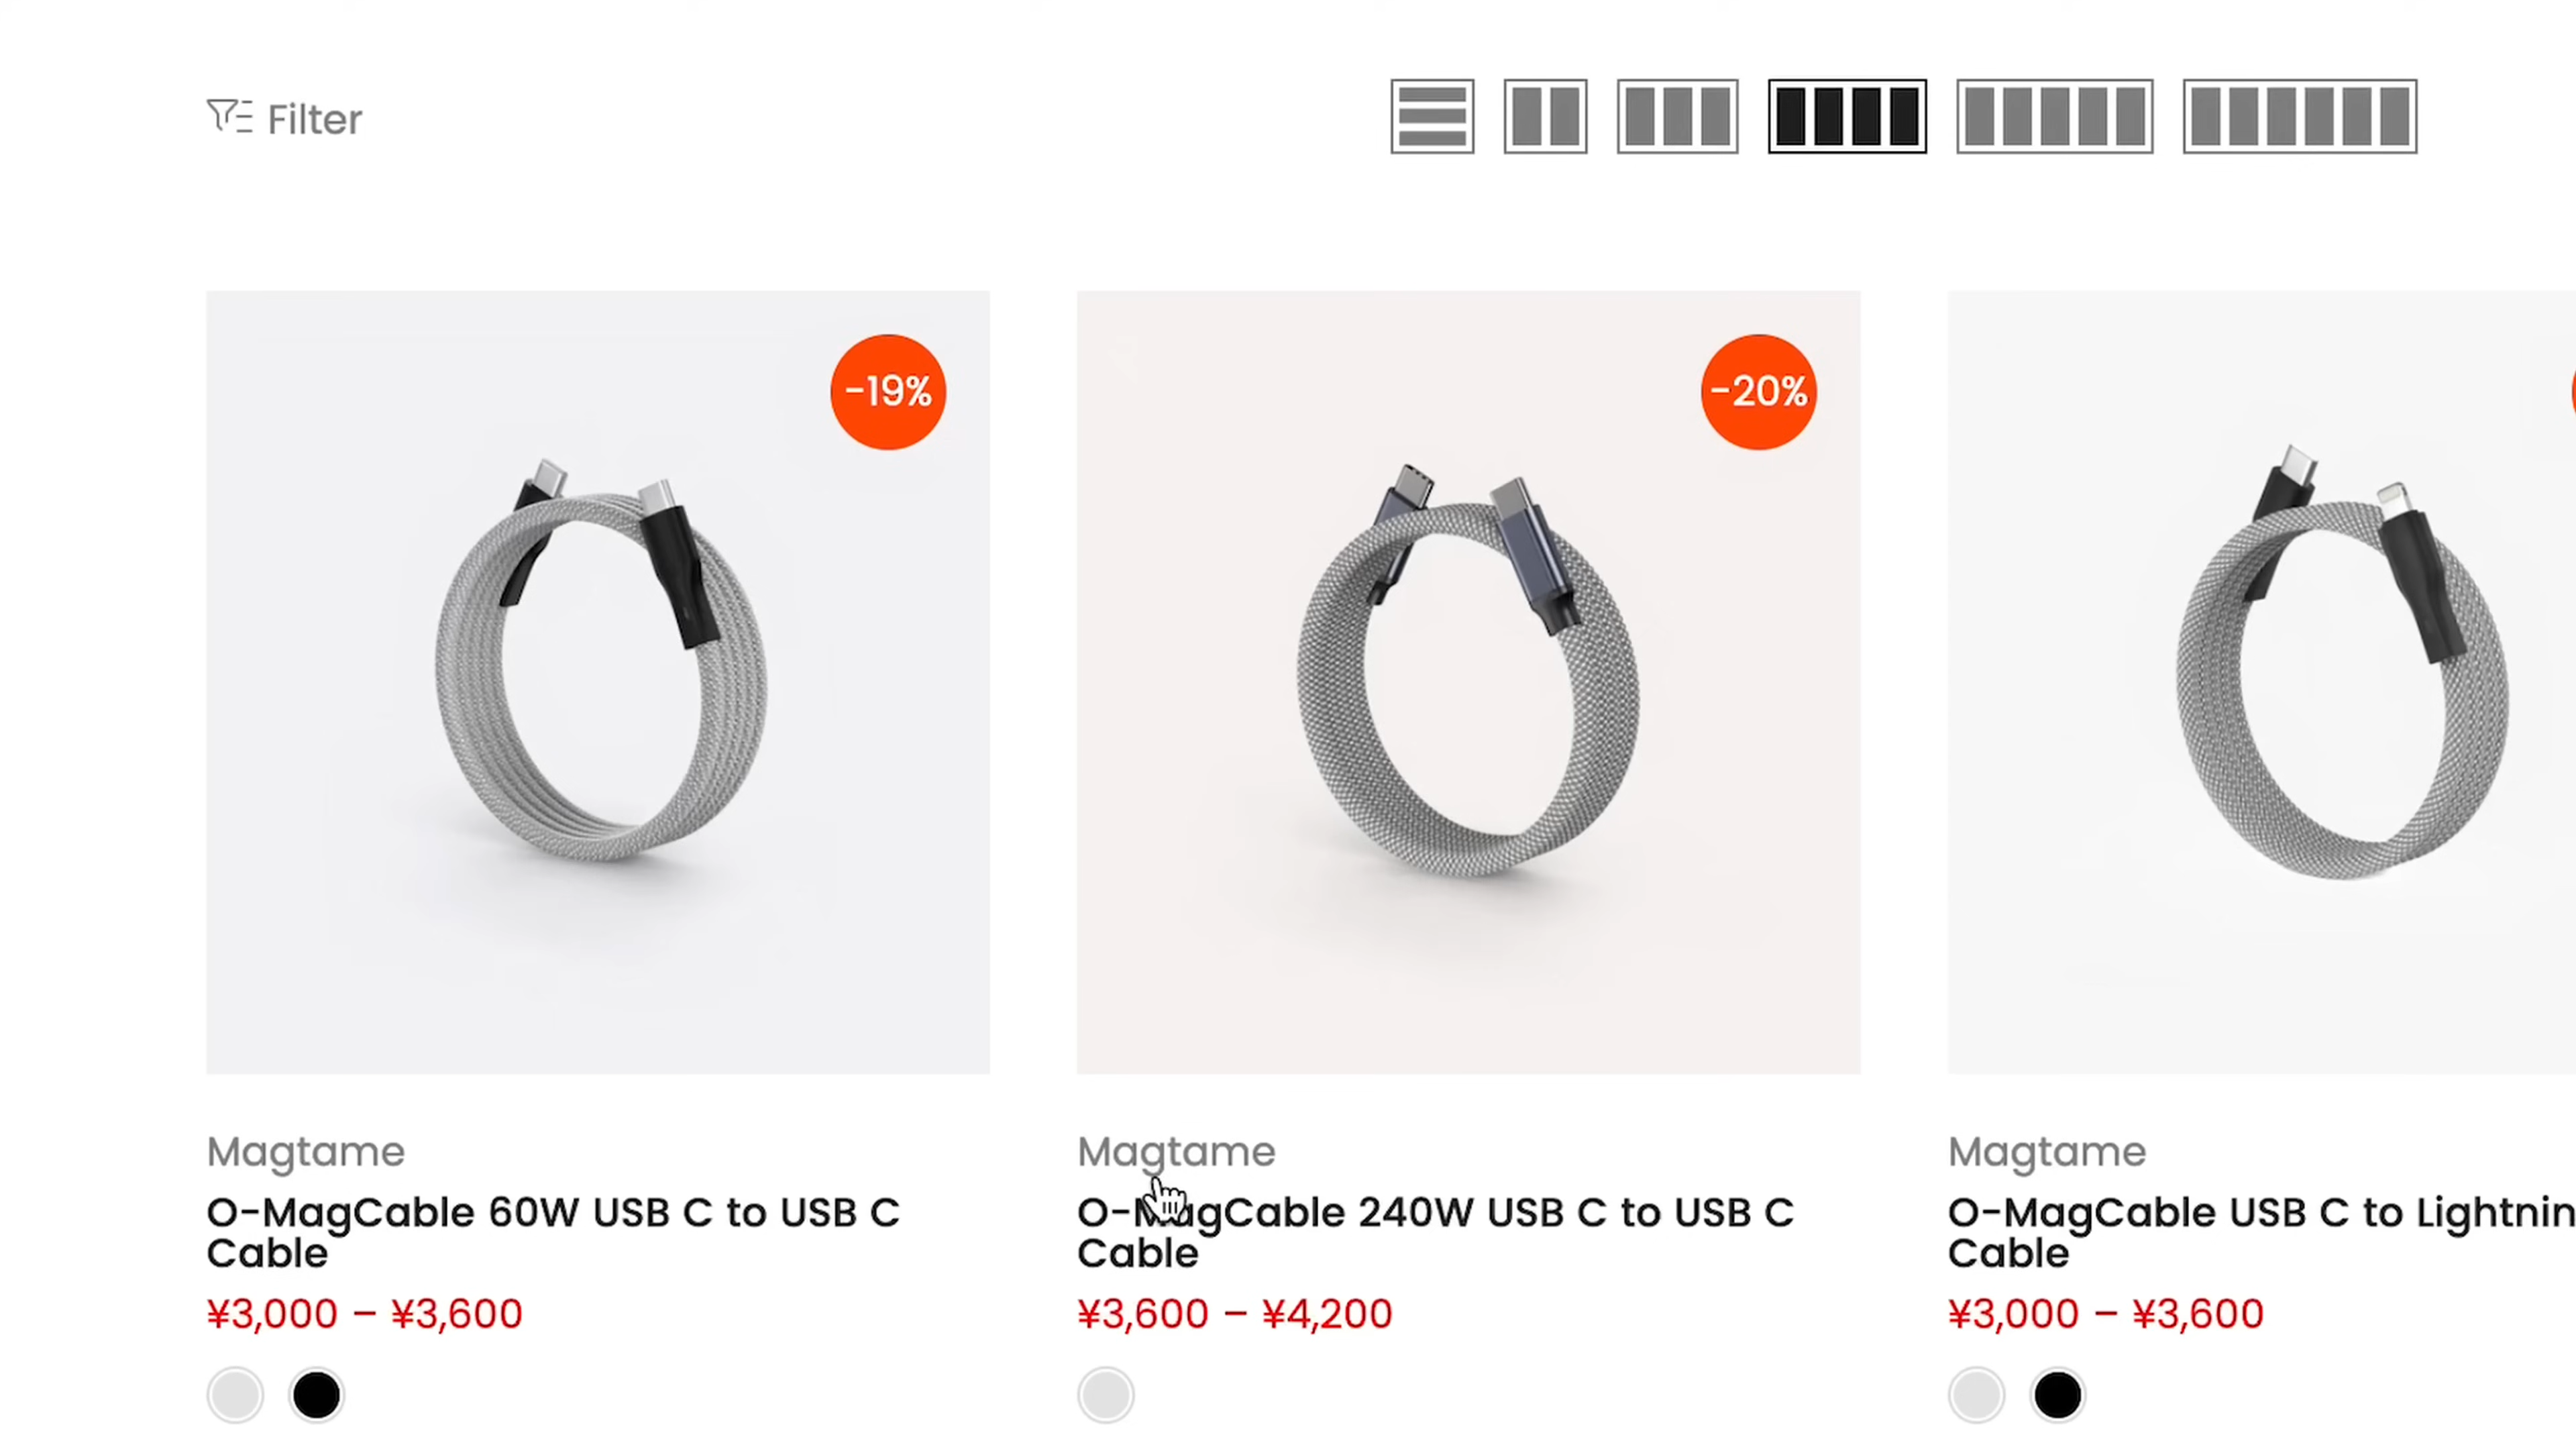 Filter
-19%
-20%
Magtame
O-MagCable 60W USB C to USB C
Cable
¥3,000 – ¥3,600
Magtame
O-MagCable 240W USB C to USB C
Cable
¥3,600 – ¥4,200
Magtame
O-MagCable USB C to Lightnin
Cable
¥3,000 – ¥3,600